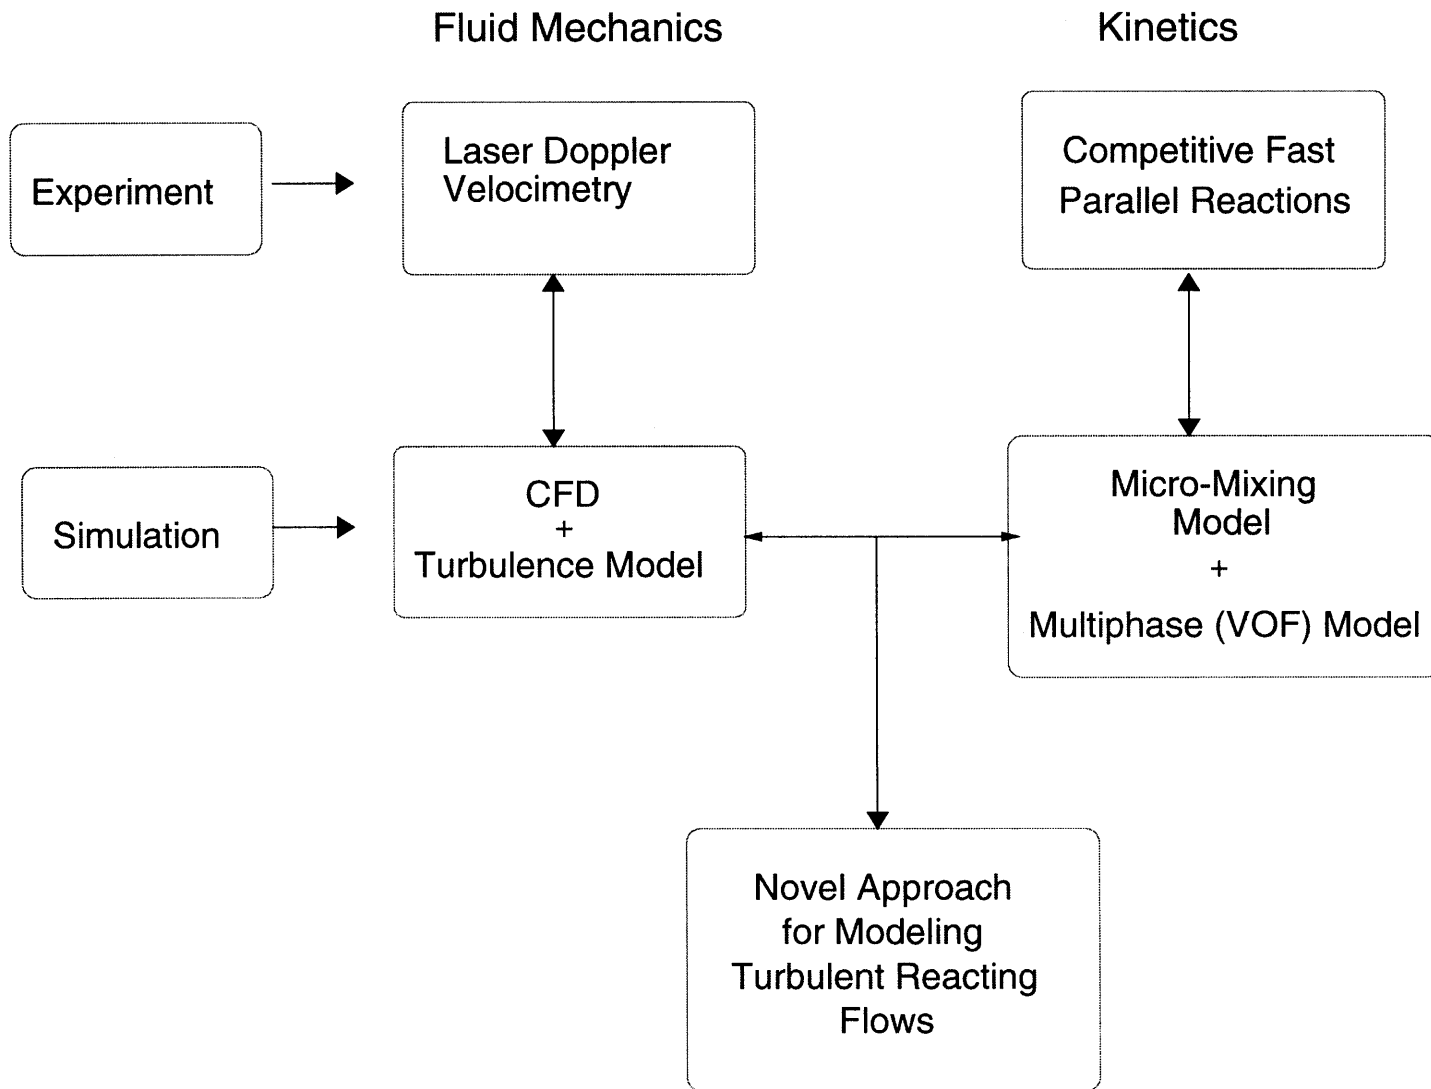 Fluid Mechanics
Kinetics
Experiment
Laser Doppler
Velocimetry
Competitive Fast
Parallel Reactions
Simulation
CFD
+
Turbulence Model
Micro-Mixing
Model
+
Multiphase (VOF) Model
Novel Approach
for Modeling
Turbulent Reacting
Flows